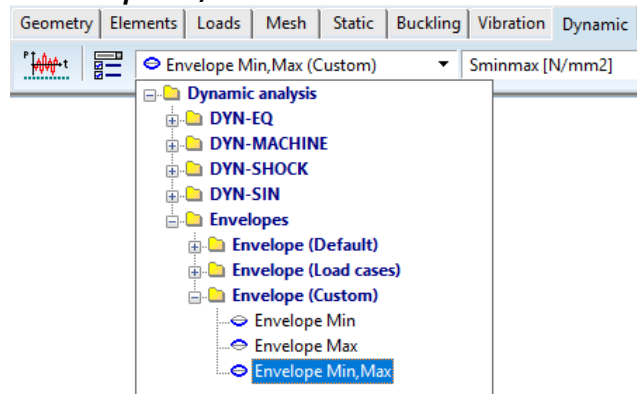 Geometry Elements Loads Mesh Static Buckling Vibration Dynamic
P t Envelope Min,Max (Custom) Sminmax [N/mm2]
Dynamic analysis
DYN-EQ
DYN-MACHINE
DYN-SHOCK
DYN-SIN
Envelopes
Envelope (Default)
Envelope (Load cases)
Envelope (Custom)
Envelope Min
Envelope Max
Envelope Min,Max